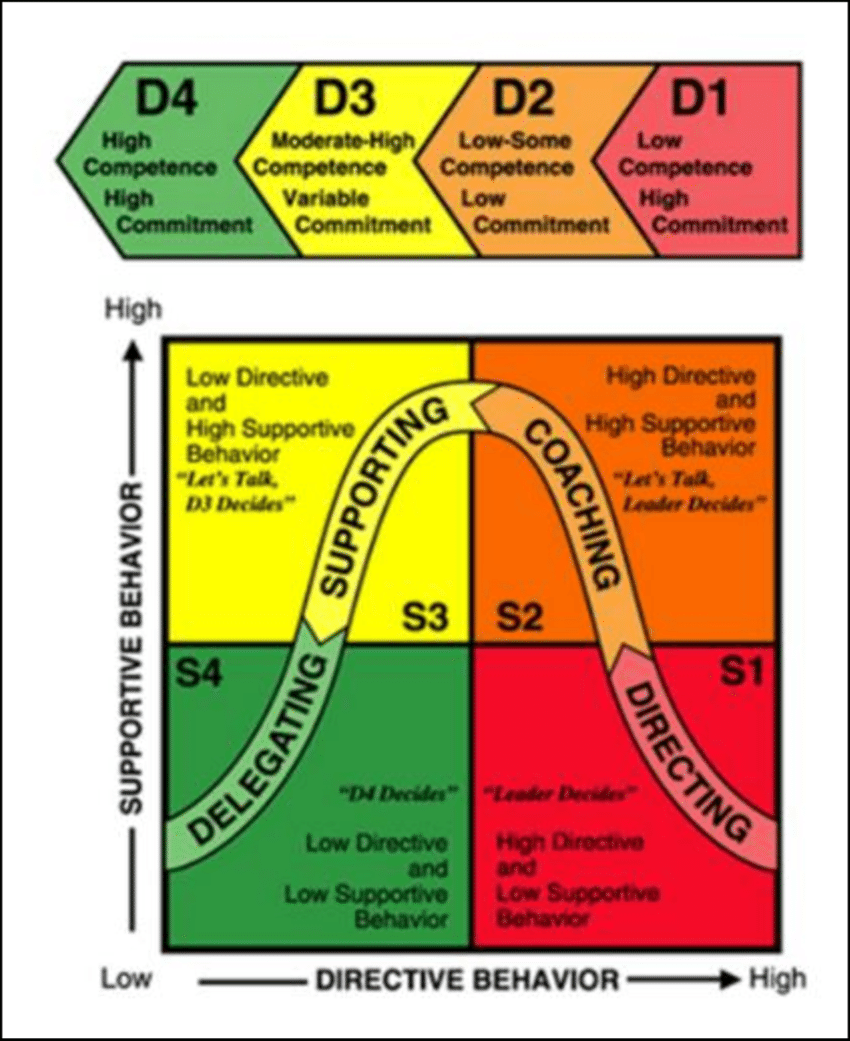 D4
High
Competence
High
Commitment
D3
Moderate-High
Competence
Variable
Commitment
D2
Low-Some
Competence
Low
Commitment
D1
Low
Competence
High
Commitment
High
SUPPORTIVE BEHAVIOR
Low Directive
and
High Supportive
Behavior
“Let's Talk,
D3 Decides”
SUPPORTING
S3
High Directive
and
High Supportive
Behavior
“Let's Talk,
Leader Decides”
COACHING
S2
S4
DELEGATING
“D4 Decides”
Low Directive
and
Low Supportive
Behavior
S1
DIRECTING
“Leader Decides”
High Directive
and
Low Supportive
Behavior
Low
DIRECTIVE BEHAVIOR
High